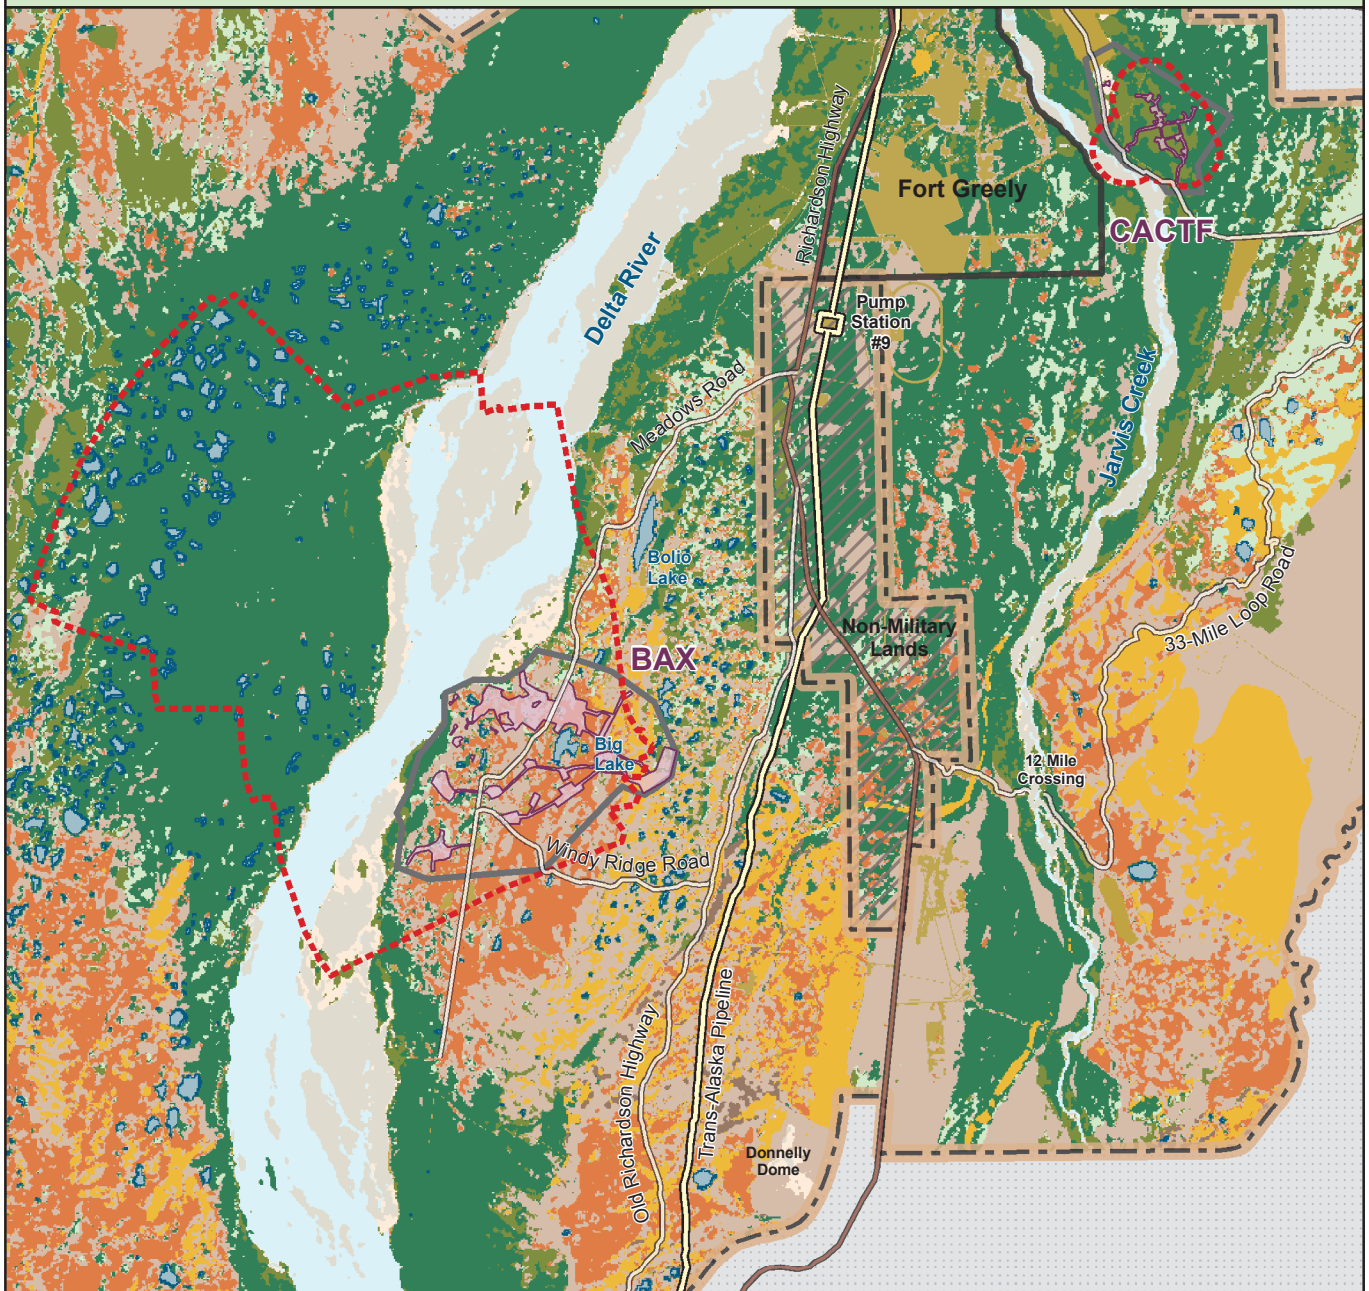 Richardson Highway
Fort Greely
CACTF
Delta River
Pump
Station
#9
Meadows Road
Jarvis Creek
Bolio
Lake
33-Mile Loop Road
Non-Military
Lands
BAX
Big
Lake
12 Mile
Crossing
Windy Ridge Road
Old Richardson Highway
Trans-Alaska Pipeline
Donnelly
Dome